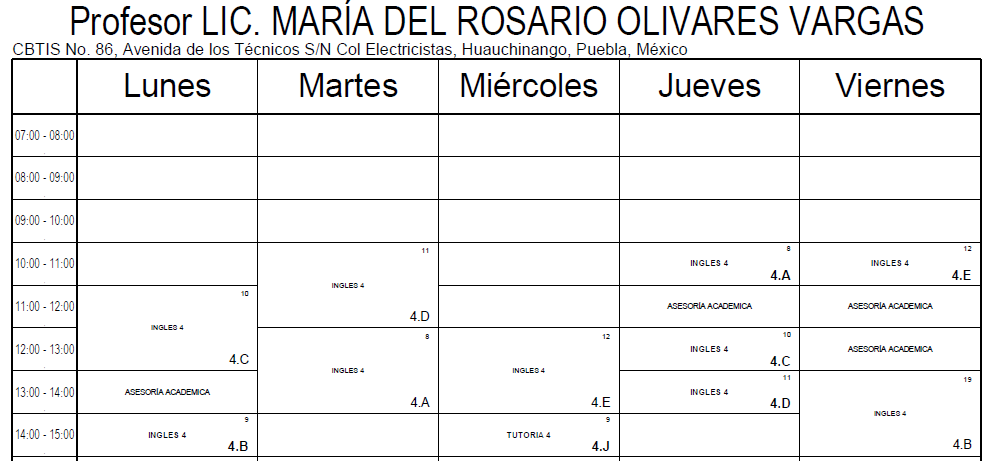 Profesor LIC. MARÍA DEL ROSARIO OLIVARES VARGAS
CBTIS No. 86, Avenida de los Técnicos S/N Col Electricistas, Huauchinango, Puebla, México
Lunes Martes Miércoles Jueves Viernes
07:00 - 08:00
08:00 - 09:00
09:00 - 10:00
10:00 - 11:00
11
INGLES 4
4.D
8
INGLES 4
4.A
12
INGLES 4
4.E
11:00 - 12:00
10
INGLES 4
4.C
ASESORÍA ACADEMICA
ASESORÍA ACADEMICA
12:00 - 13:00
8
INGLES 4
4.A
12
INGLES 4
4.E
10
INGLES 4
4.C
ASESORÍA ACADEMICA
13:00 - 14:00
ASESORÍA ACADEMICA
11
INGLES 4
4.D
19
INGLES 4
4.B
14:00 - 15:00
9
INGLES 4
4.B
9
TUTORIA 4
4.J